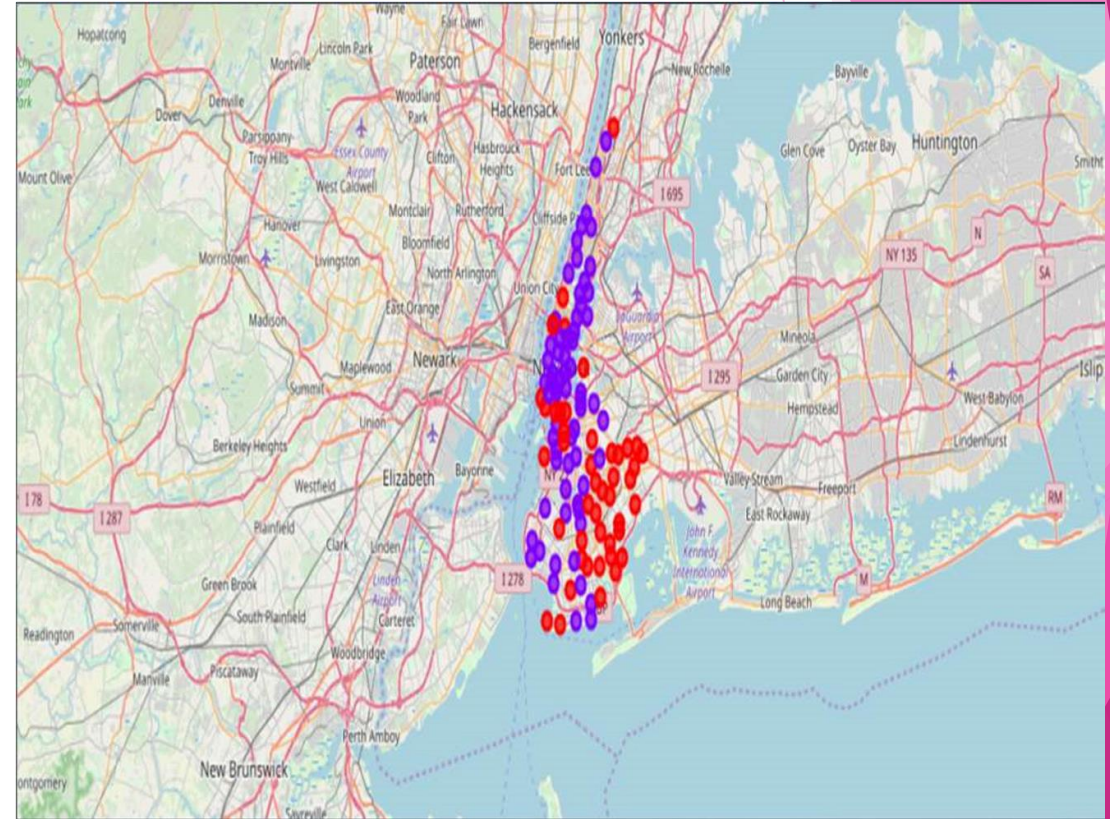 Wayne
Fair Lawn
Hopatcong
Lincoln Park
Bergenfield
Yonkers
Montville
Paterson
New Rochelle
Bayville
Woodland
Park
Denville
Hackensack
Dover
Parsippany
Troy Hills
Essex County
Airport
Clifton
Hasbrouck
Heights
Fort Lee
Glen Cove
Oyster Bay
Huntington
Mount Olive
West Caldwell
I 695
Montclair
Rutherford
Cliffside
Hanover
Bloomfield
N
NY 135
Morristown
Livingston
North Arlington
SA
Union City
East Orange
LaGuardia
Airport
Madison
Mineola
Newark
Maplewood
I 295
Garden City
Islip
Summit
West Babylon
Hempstead
Union
Lindenhurst
Berkeley Heights
Bayonne
Elizabeth
NY
Valley Stream
Freeport
Westfield
I 78
RM
I 287
East Rockaway
Plainfield
John F.
Kennedy
International
Airport
Clark
Linden
I 278
M
Green Brook
Linden
Airport
Long Beach
South Plainfield
Carteret
Somerville
Readington
Woodbridge
Piscataway
Manville
Perth Amboy
New Brunswick
Sayreville